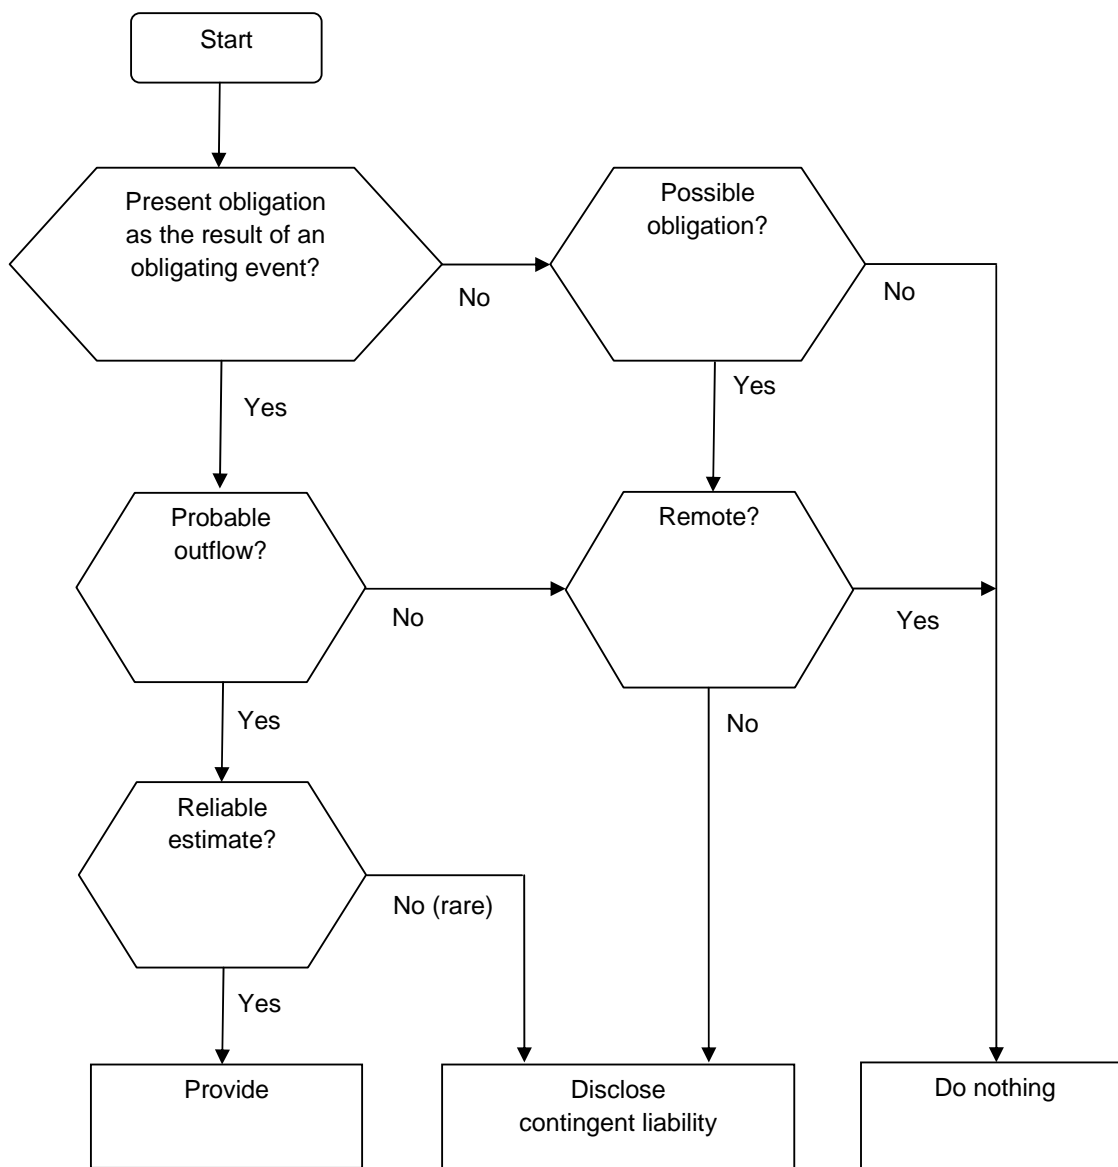 Start
Present obligation
as the result of an
obligating event?
Possible
obligation?
No
No
Yes
Yes
Probable
outflow?
Remote?
No
Yes
Yes
No
Reliable
estimate?
No (rare)
Yes
Provide
Disclose
contingent liability
Do nothing